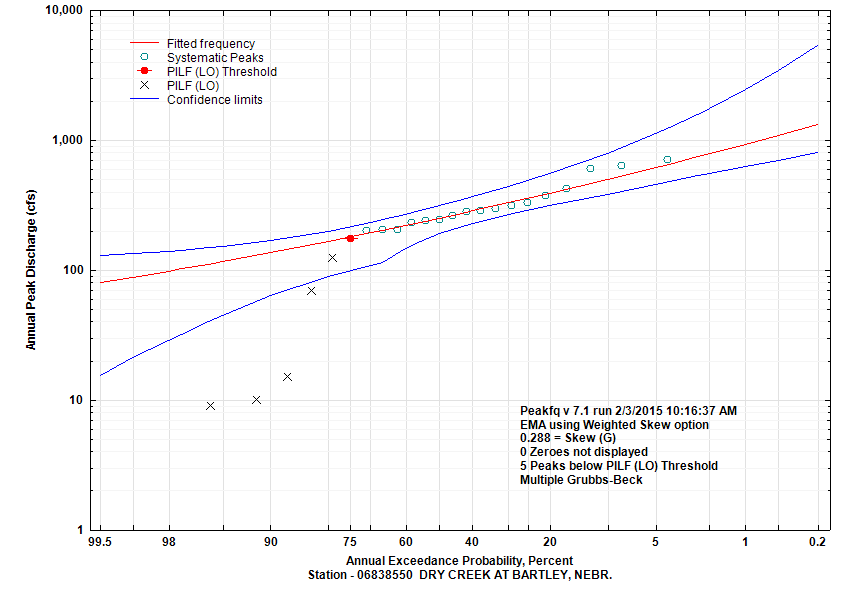 10,000
1,000
100
10
1
Annual Peak Discharge (cfs)
Fitted frequency
Systematic Peaks
PILF (LO) Threshold
PILF (LO)
Confidence limits
Peakfq v 7.1 run 2/3/2015 10:16:37 AM
EMA using Weighted Skew option
0.288 = Skew (G)
0 Zeroes not displayed
5 Peaks below PILF (LO) Threshold
Multiple Grubbs-Beck
99.5 98 90 75 60 40 20 5 1 0.2
Annual Exceedance Probability, Percent
Station - 06838550 DRY CREEK AT BARTLEY, NEBR.